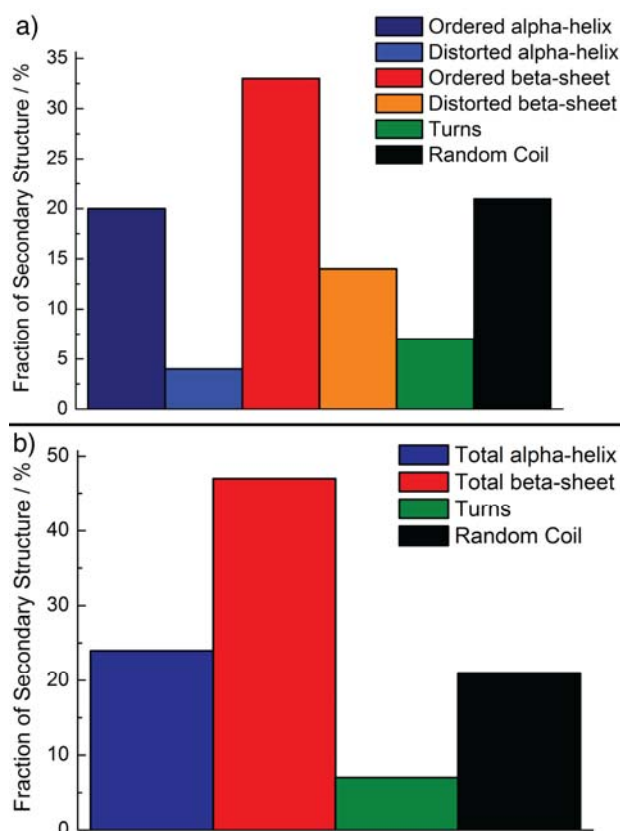 a)
Ordered alpha-helix
Distorted alpha-helix
Ordered beta-sheet
Distorted beta-sheet
Turns
Random Coil
Fraction of Secondary Structure / %
35
30
25
20
15
10
5
0
b)
Total alpha-helix
Total beta-sheet
Turns
Random Coil
Fraction of Secondary Structure / %
50
40
30
20
10
0